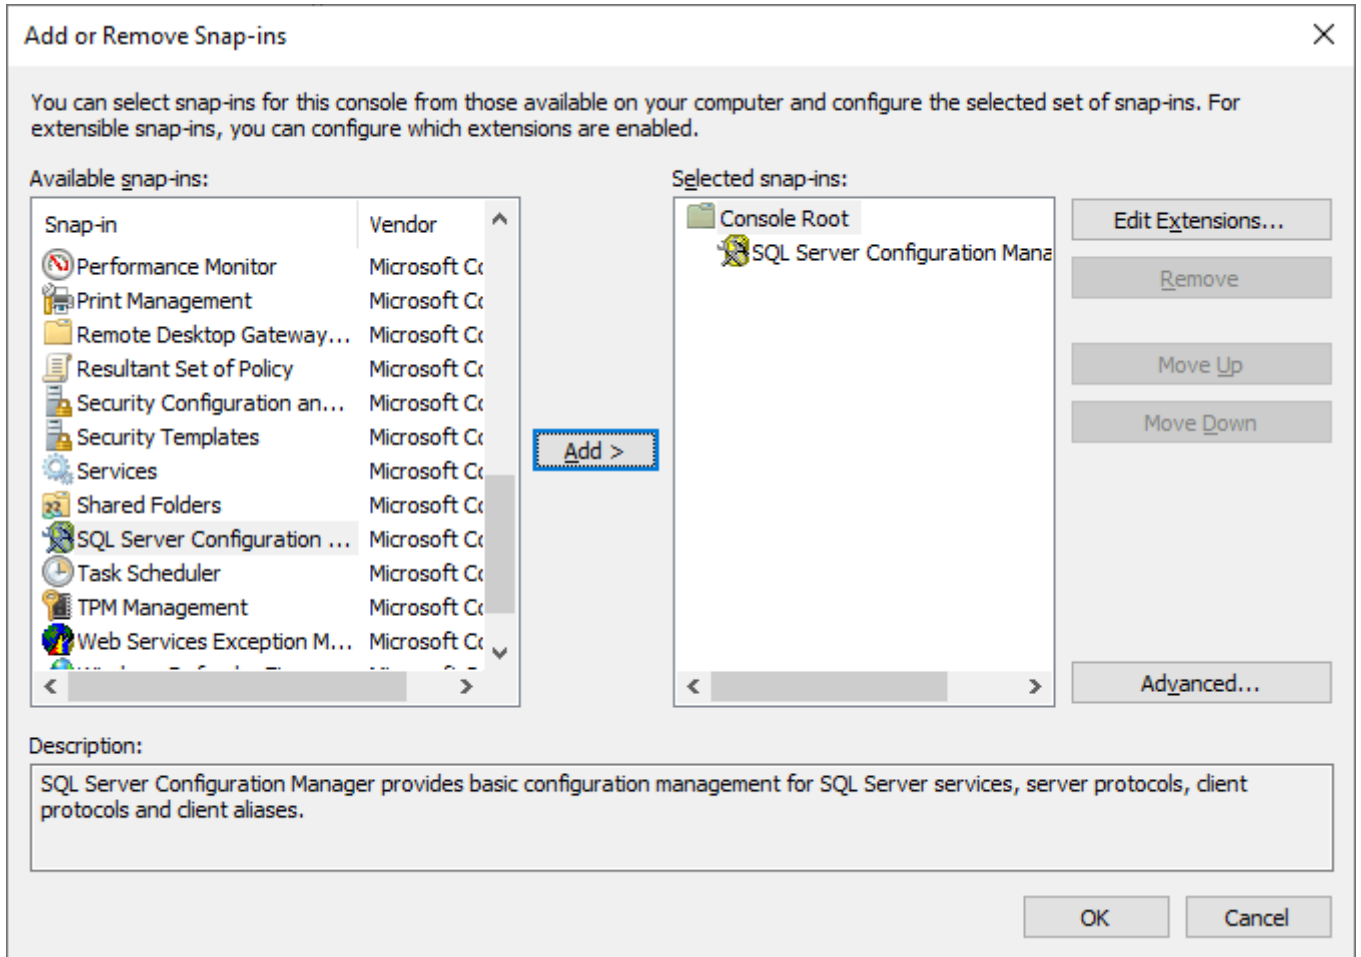 Add or Remove Snap-ins
You can select snap-ins for this console from those available on your computer and configure the selected set of snap-ins. For
extensible snap-ins, you can configure which extensions are enabled.
Available snap-ins:
Snap-in Vendor
Performance Monitor Microsoft Co
Print Management Microsoft Co
Remote Desktop Gateway... Microsoft Co
Resultant Set of Policy Microsoft Co
Security Configuration an... Microsoft Co
Security Templates Microsoft Co
Services Microsoft Co
Shared Folders Microsoft Co
SQL Server Configuration ... Microsoft Co
Task Scheduler Microsoft Co
TPM Management Microsoft Co
Web Services Exception M... Microsoft Co
Add >
Selected snap-ins:
Console Root
SQL Server Configuration Mana
Edit Extensions...
Remove
Move Up
Move Down
Advanced...
Description:
SQL Server Configuration Manager provides basic configuration management for SQL Server services, server protocols, client
protocols and client aliases.
OK
Cancel